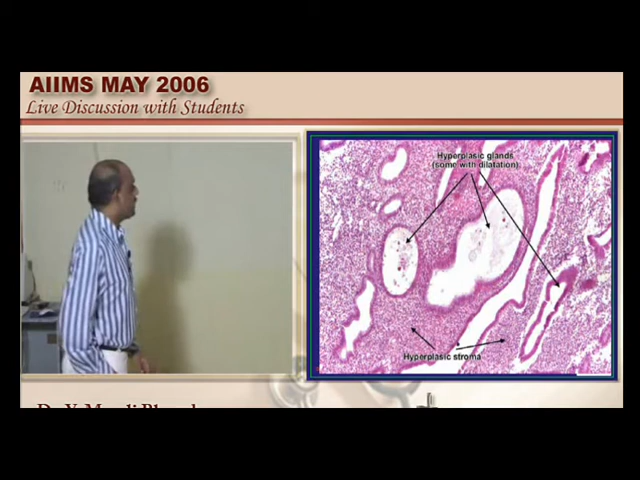 AIIMS MAY 2006
Live Discussion with Students
Hyperplasic glands
(some with dilatation)
Hyperplasic stroma